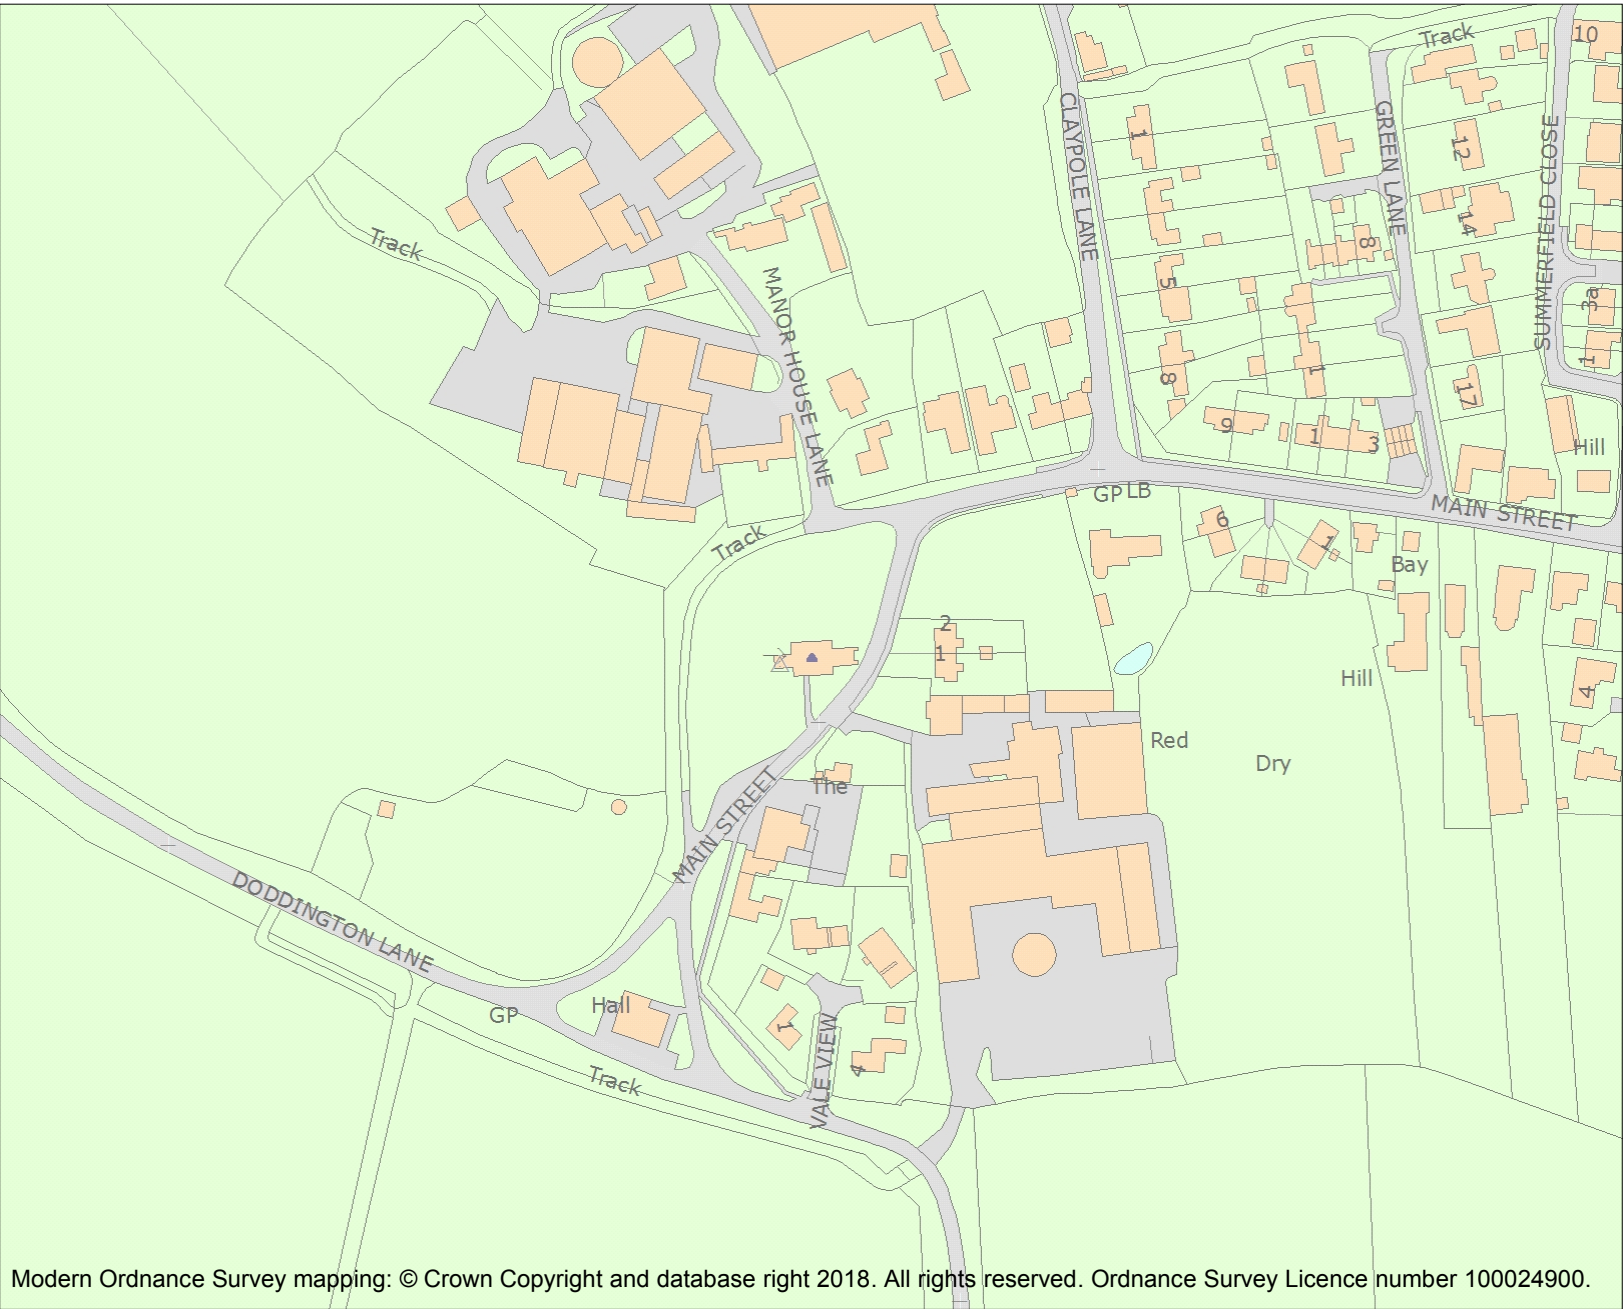 Track
10
CLAYPOLE LANE
1
GREEN LANE
12
SUMMERFIELD CLOSE
Track
14
8
MANOR HOUSE LANE
5
3a
1
8
1
17
9
1
3
Hill
GP
LB
MAIN STREET
6
1
Bay
Track
2
1
Hill
4
Red
Dry
The
MAIN STREET
DODDINGTON LANE
Hall
GP
1
VALE VIEW
4
Track
Modern Ordnance Survey mapping: © Crown Copyright and database right 2018. All rights reserved. Ordnance Survey Licence number 100024900.